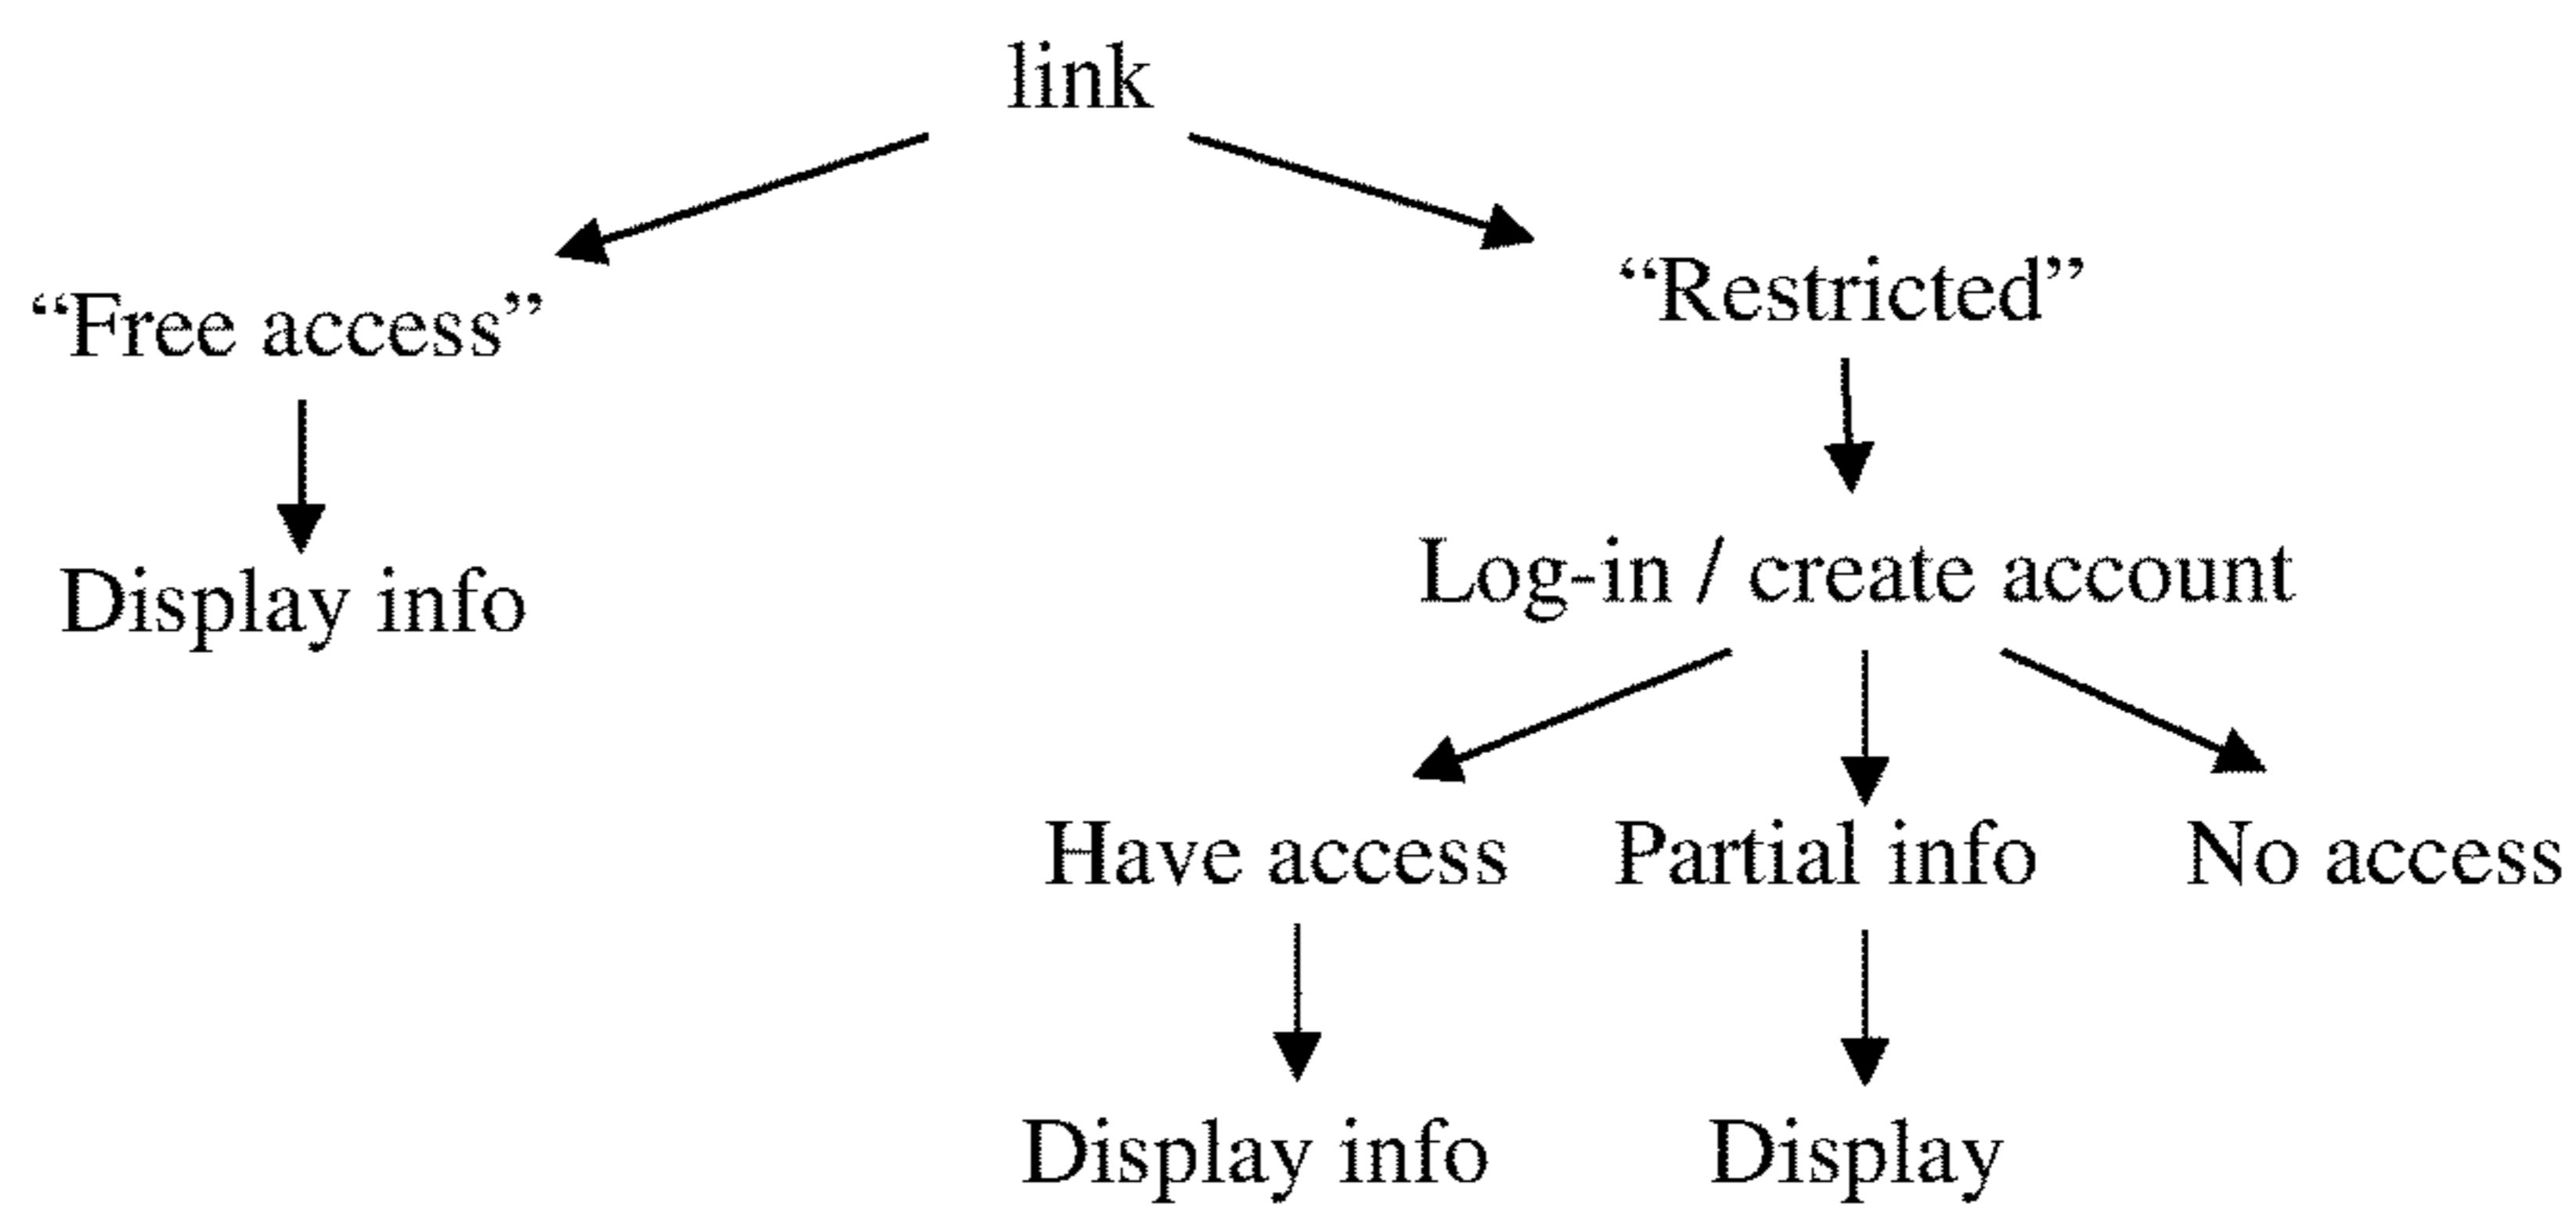 link
“Free access”
“Restricted”
Display info
Log-in / create account
Have access
Partial info
No access
Display info
Display